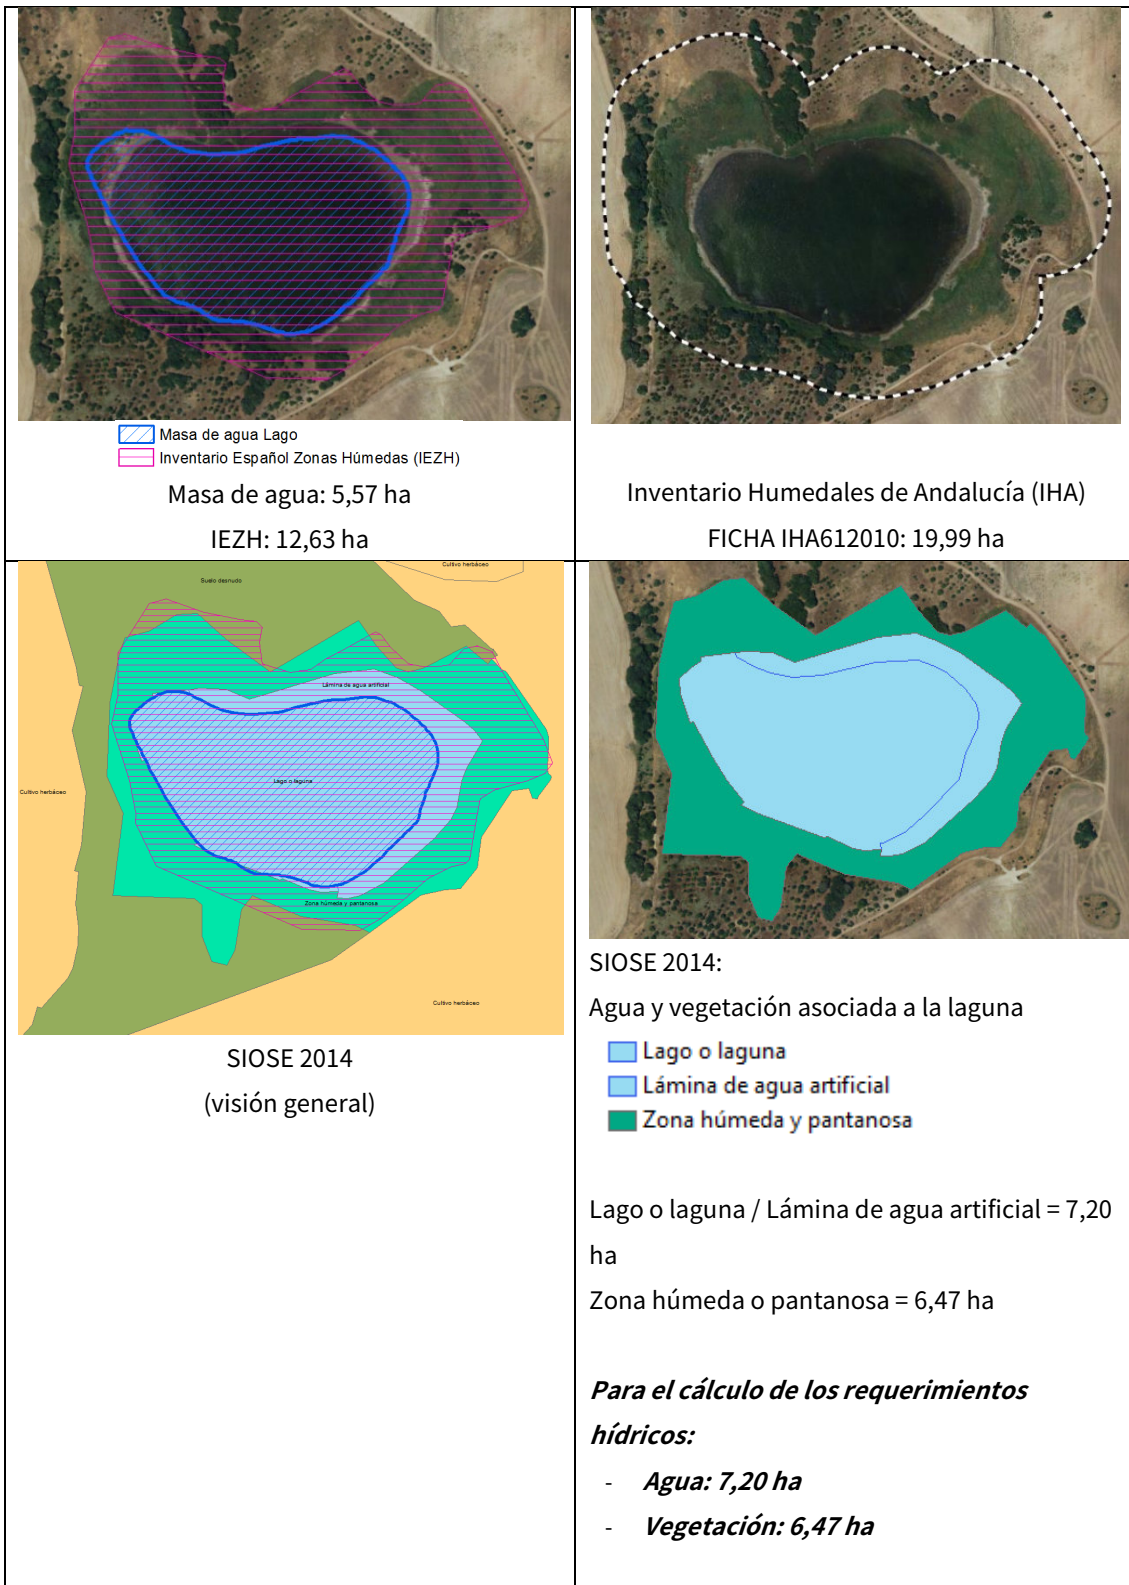 Masa de agua Lago
Inventario Español Zonas Húmedas (IEZH)
Masa de agua: 5,57 ha
IEZH: 12,63 ha
Inventario Humedales de Andalucía (IHA)
FICHA IHA612010: 19,99 ha
Suelo desnudo
Cultivo herbáceo
Lámina de agua artificial
Lago o laguna
Cultivo herbáceo
Zona húmeda y pantanosa
Cultivo herbáceo
SIOSE 2014
(visión general)
SIOSE 2014:
Agua y vegetación asociada a la laguna
Lago o laguna
Lámina de agua artificial
Zona húmeda y pantanosa
Lago o laguna / Lámina de agua artificial = 7,20
ha
Zona húmeda o pantanosa = 6,47 ha
Para el cálculo de los requerimientos
hídricos:
- Agua: 7,20 ha
- Vegetación: 6,47 ha